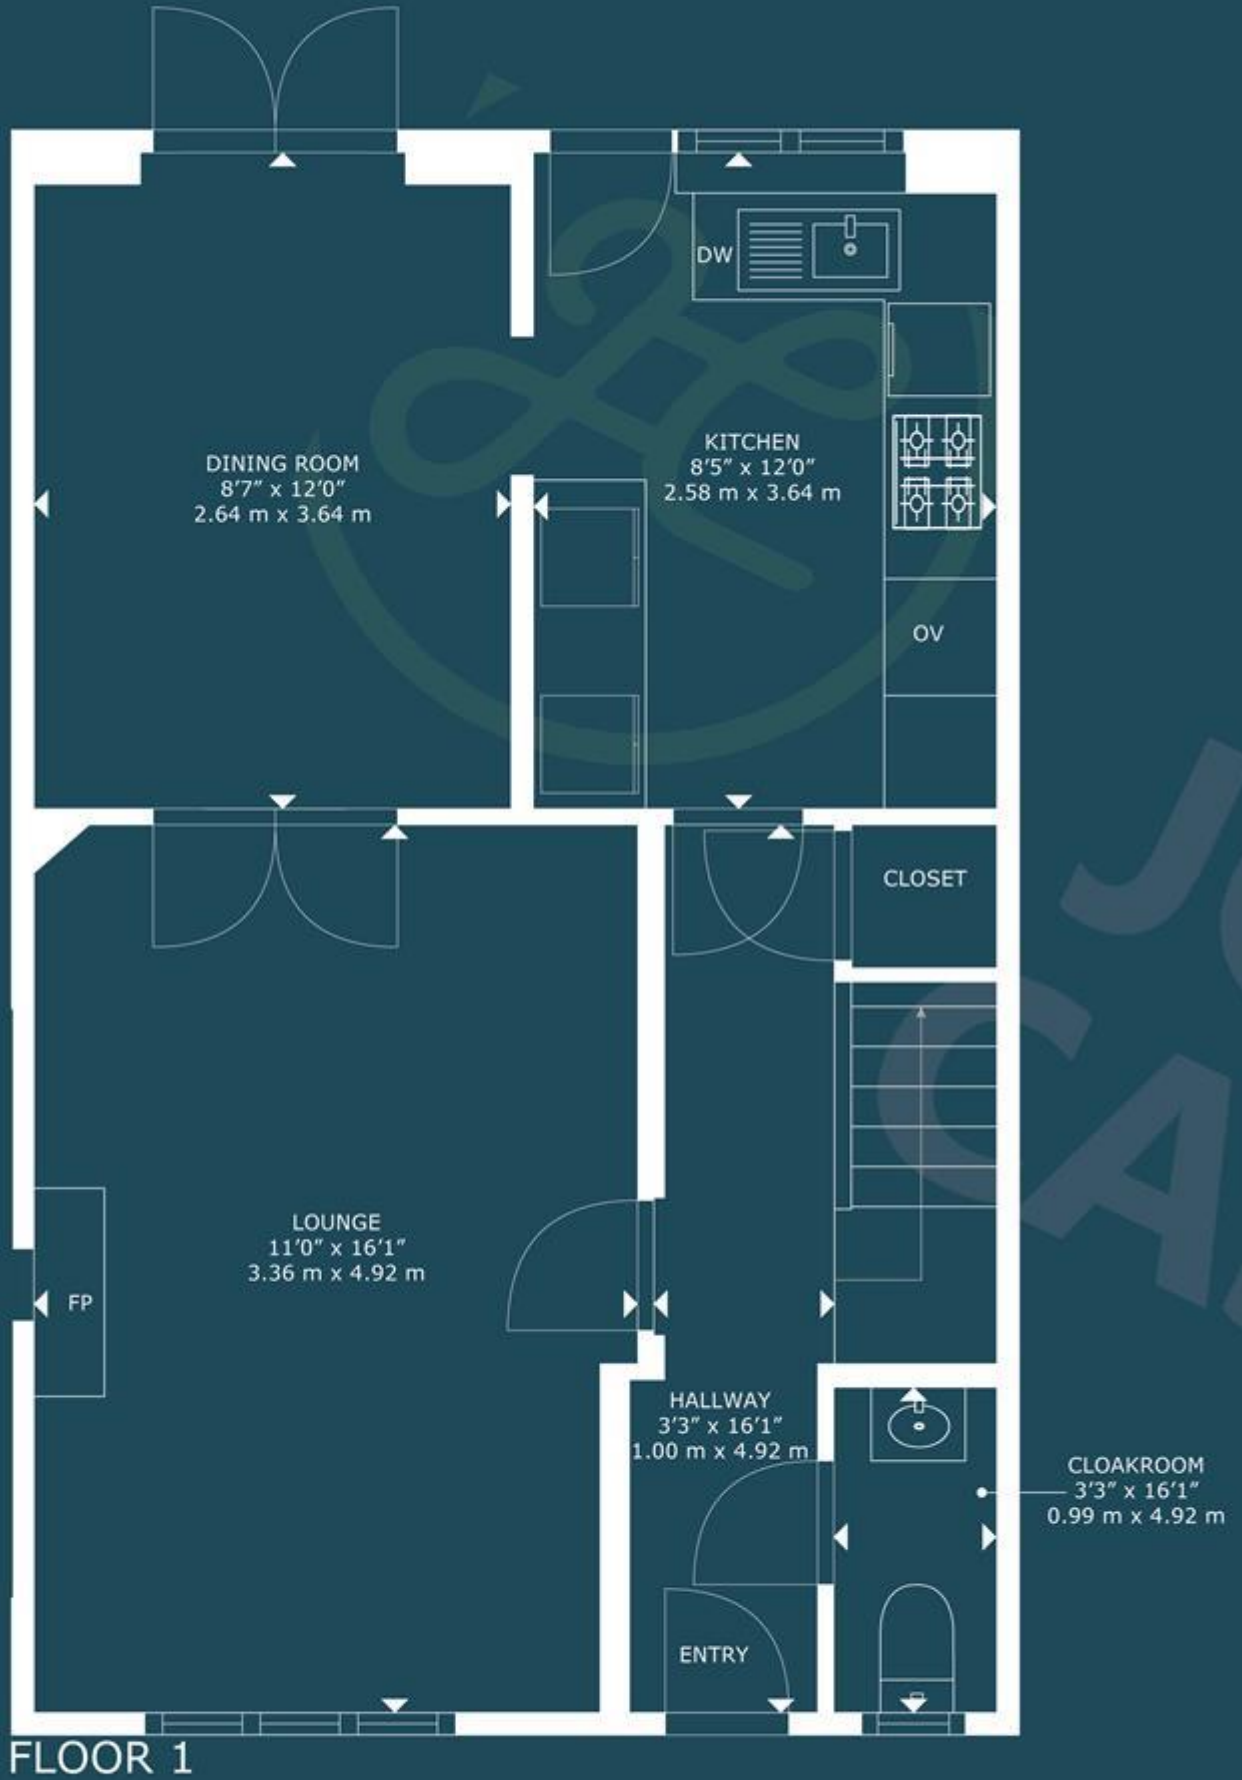 DW
KITCHEN
8'5" x 12'0"
2.58 m x 3.64 m
DINING ROOM
8'7" x 12'0"
2.64 m x 3.64 m
OV
CLOSET
LOUNGE
11'0" x 16'1"
3.36 m x 4.92 m
FP
HALLWAY
3'3" x 16'1"
1.00 m x 4.92 m
CLOAKROOM
3'3" x 16'1"
0.99 m x 4.92 m
ENTRY
FLOOR 1